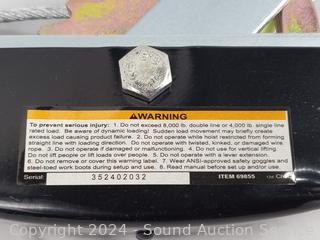 ⚠WARNING
To prevent serious injury: 1. Do not exceed 8,000 lb. double line or 4,000 lb. single line
rated load. Be aware of dynamic loading! Sudden load movement may briefly create
excess load causing product failure. 2. Do not operate while hoist restricted from forming
straight line with loading direction. Do not operate with twisted, kinked, or damaged wire
rope. 3. Do not operate if damaged or malfunctioning. 4. Do not use for vertical lifting.
Do not lift people or lift loads over people. 5. Do not operate with a lever extension.
6. Do not remove or cover this warning label. 7. Wear ANSI-approved safety goggles and
steel-toed work boots during setup and use. 8. Read manual before set up and/or use.
Serial: 352402032 ITEM 69855
Copyright 2024 - Sound Auction Service